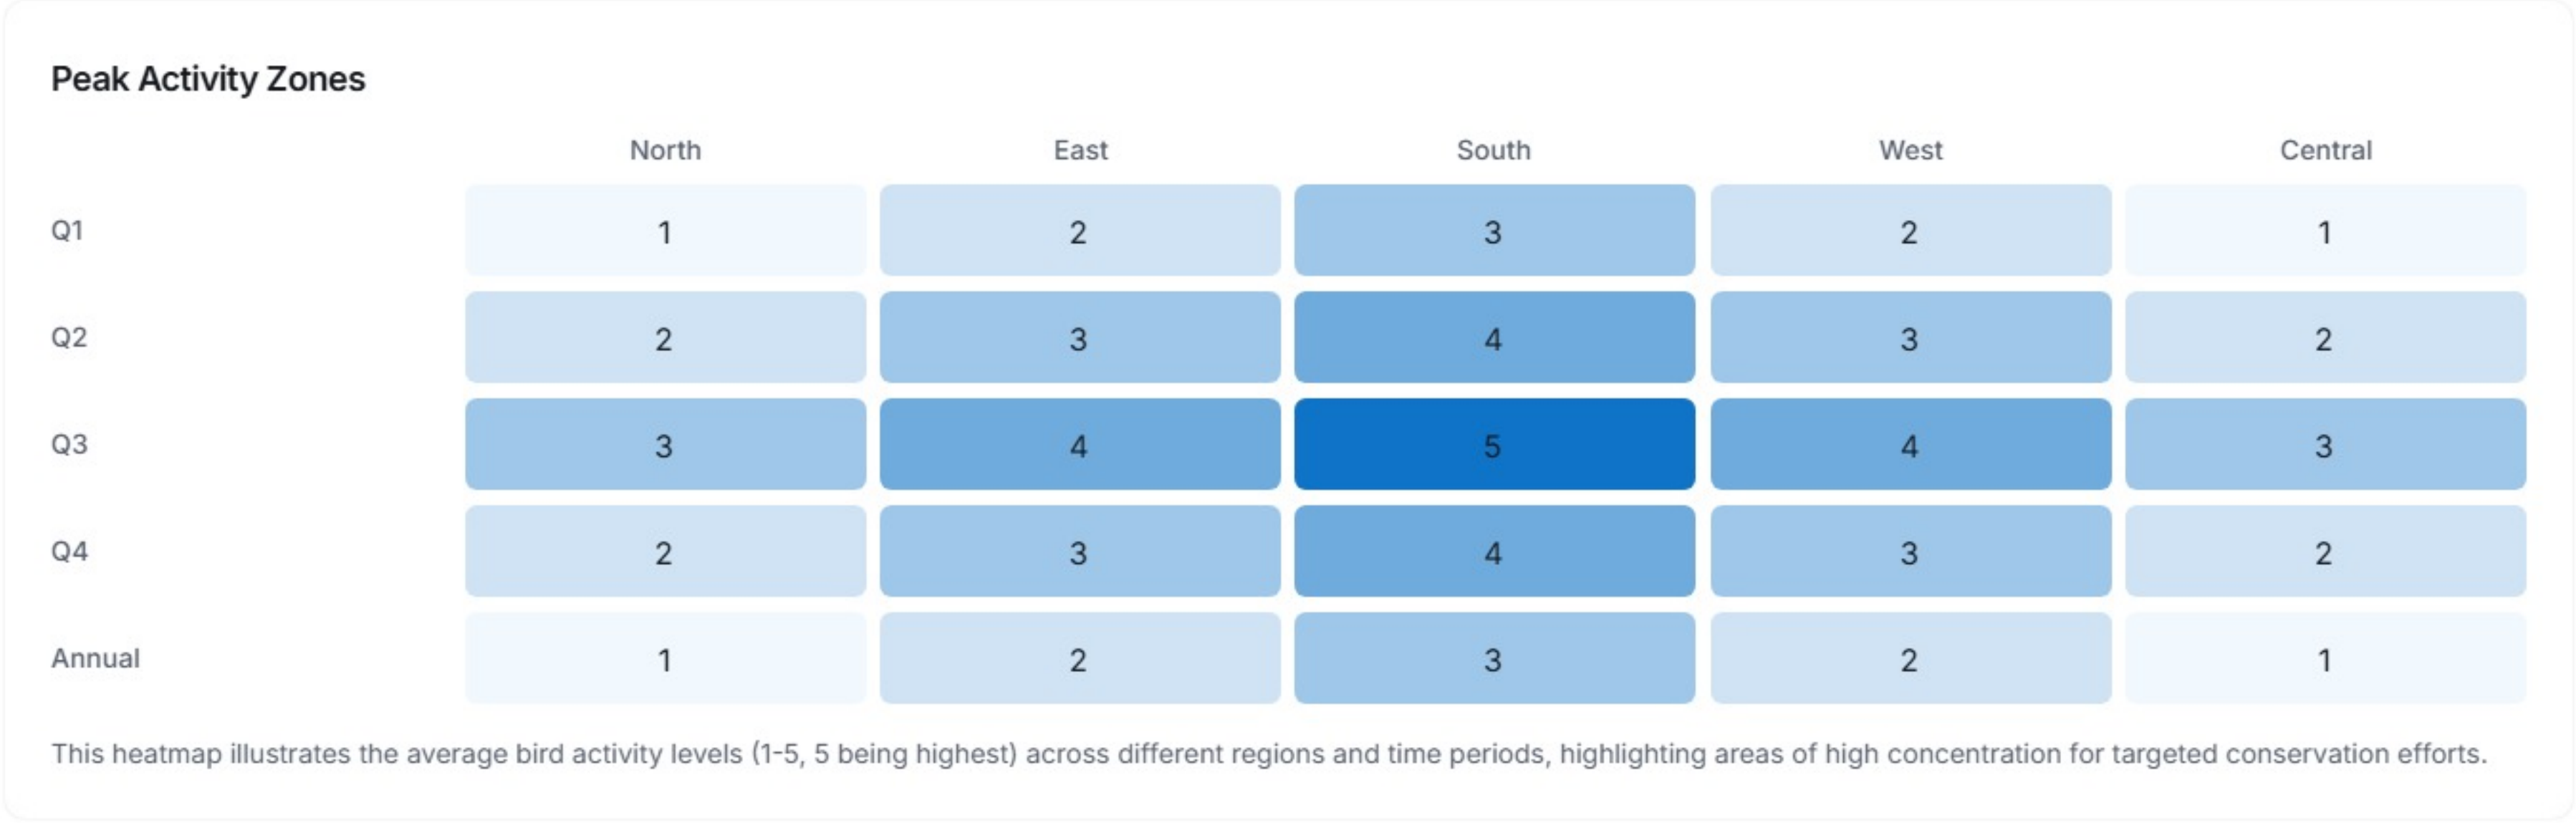 Peak Activity Zones
North East South West Central
Q1 1 2 3 2 1
Q2 2 3 4 3 2
Q3 3 4 5 4 3
Q4 2 3 4 3 2
Annual 1 2 3 2 1
This heatmap illustrates the average bird activity levels (1-5, 5 being highest) across different regions and time periods, highlighting areas of high concentration for targeted conservation efforts.